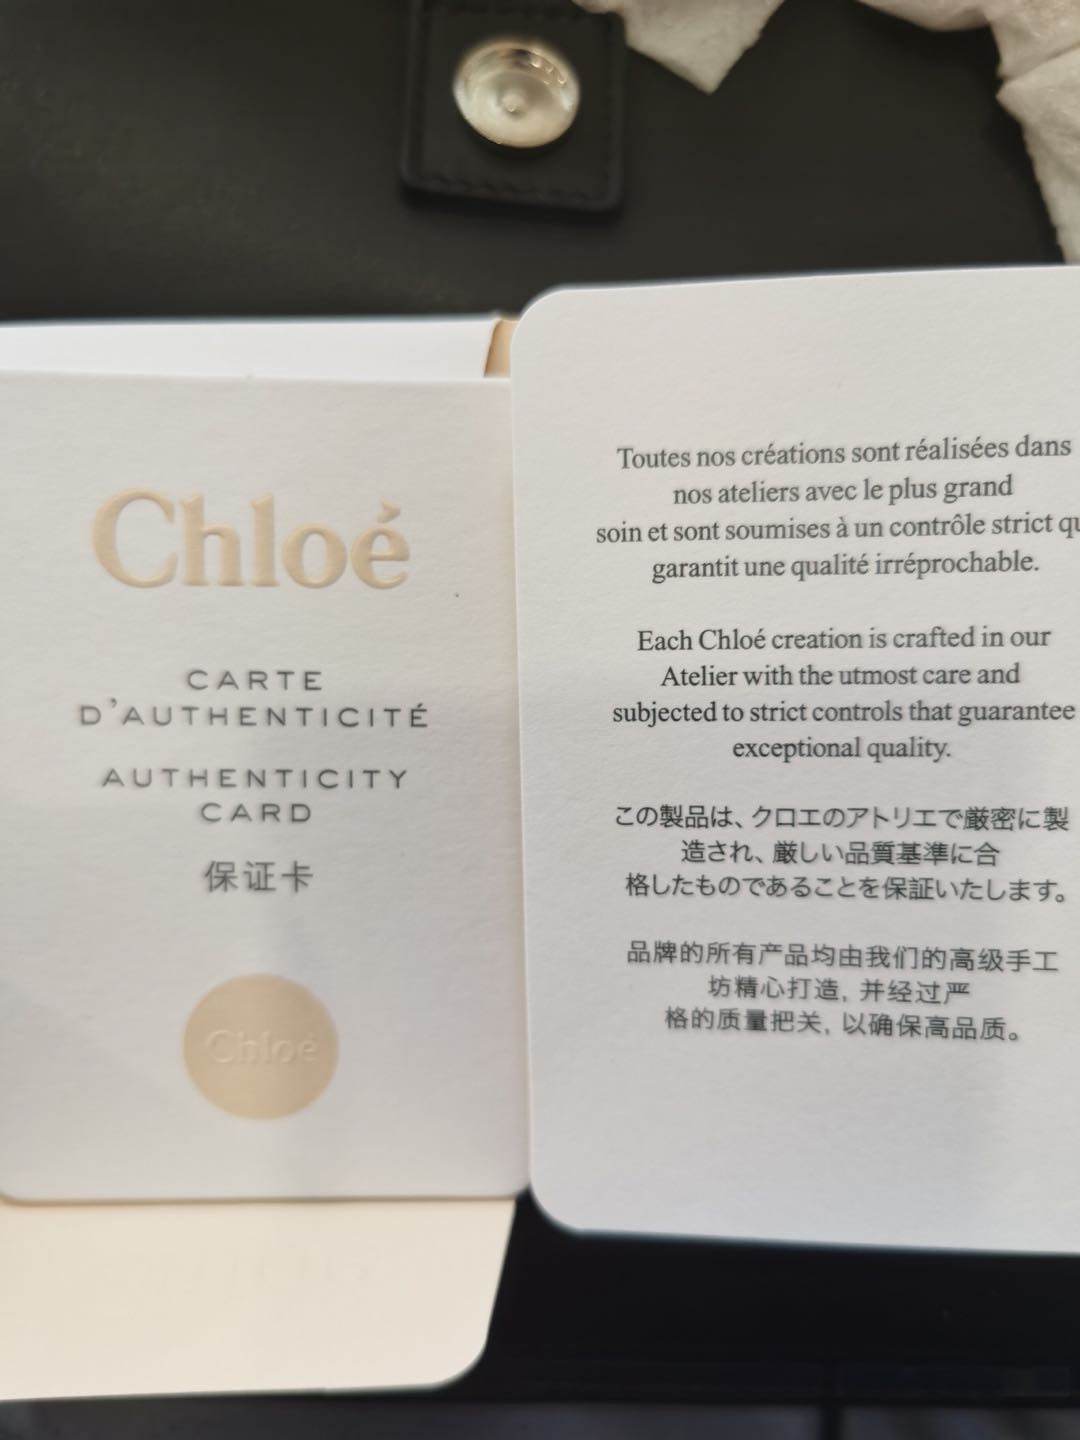 Chloé
CARTE
D'AUTHENTICITÉ
AUTHENTICITY
CARD
保证卡
Chloé
Toutes nos créations sont réalisées dans
nos ateliers avec le plus grand
soin et sont soumises à un contrôle strict qu
garantit une qualité irréprochable.
Each Chloé creation is crafted in our
Atelier with the utmost care and
subjected to strict controls that guarantee
exceptional quality.
この製品は、クロエのアトリエで厳密に製
造され、厳しい品質基準に合
格したものであることを保証いたします。
品牌的所有产品均由我们的高级手工
坊精心打造, 并经过严
格的质量把关, 以确保高品质。